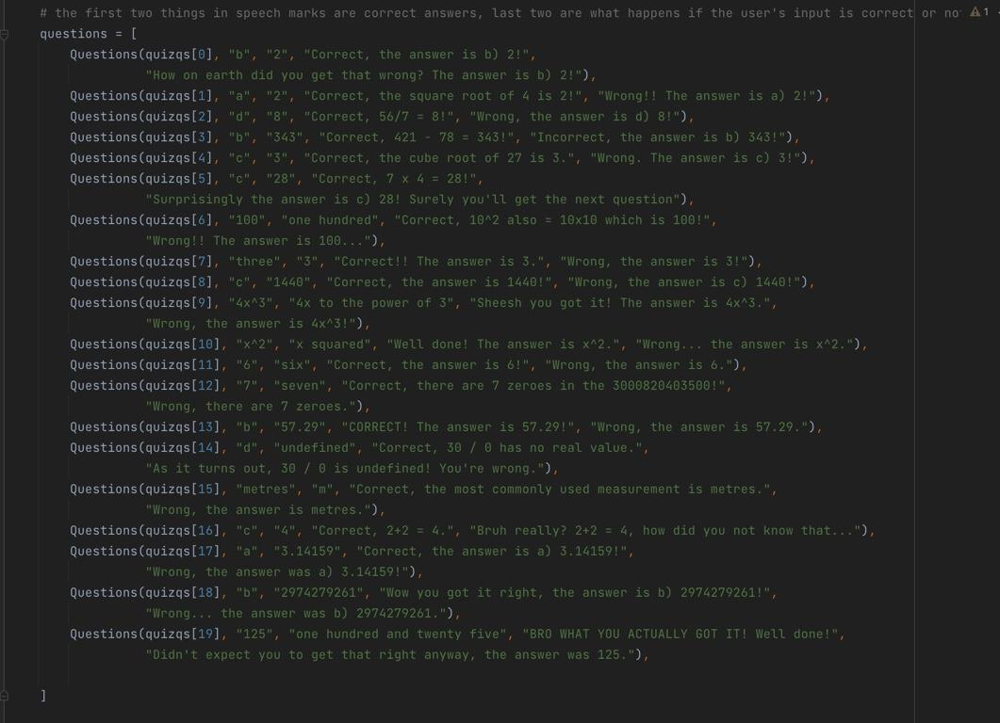 # the first two things in speech marks are correct answers, last two are what happens if the user's input is correct or no
1
questions = [
Questions(quizqs[0], "b", "2", "Correct, the answer is b) 2!",
"How on earth did you get that wrong? The answer is b) 2!"),
Questions(quizqs[1], "a", "2", "Correct, the square root of 4 is 2!", "Wrong!! The answer is a) 2!"),
Questions(quizqs[2], "d", "8", "Correct, 56/7 = 8!", "Wrong, the answer is d) 8!"),
Questions(quizqs[3], "b", "343", "Correct, 421 - 78 = 343!", "Incorrect, the answer is b) 343!"),
Questions(quizqs[4], "c", "3", "Correct, the cube root of 27 is 3.", "Wrong. The answer is c) 3!"),
Questions(quizqs[5], "c", "28", "Correct, 7 x 4 = 28!",
"Surprisingly the answer is c) 28! Surely you'll get the next question"),
Questions(quizqs[6], "100", "one hundred", "Correct, 10^2 also = 10x10 which is 100!",
"Wrong!! The answer is 100..."),
Questions(quizqs[7], "three", "3", "Correct!! The answer is 3.", "Wrong, the answer is 3!"),
Questions(quizqs[8], "c", "1440", "Correct, the answer is 1440!", "Wrong, the answer is c) 1440!"),
Questions(quizqs[9], "4x^3", "4x to the power of 3", "Sheesh you got it! The answer is 4x^3.",
"Wrong, the answer is 4x^3!"),
Questions(quizqs[10], "x^2", "x squared", "Well done! The answer is x^2.", "Wrong... the answer is x^2."),
Questions(quizqs[11], "6", "six", "Correct, the answer is 6!", "Wrong, the answer is 6."),
Questions(quizqs[12], "7", "seven", "Correct, there are 7 zeroes in the 3000820403500!",
"Wrong, there are 7 zeroes."),
Questions(quizqs[13], "b", "57.29", "CORRECT! The answer is 57.29!", "Wrong, the answer is 57.29."),
Questions(quizqs[14], "d", "undefined", "Correct, 30 / 0 has no real value.",
"As it turns out, 30 / 0 is undefined! You're wrong."),
Questions(quizqs[15], "metres", "m", "Correct, the most commonly used measurement is metres.",
"Wrong, the answer is metres."),
Questions(quizqs[16], "c", "4", "Correct, 2+2 = 4.", "Bruh really? 2+2 = 4, how did you not know that..."),
Questions(quizqs[17], "a", "3.14159", "Correct, the answer is a) 3.14159!",
"Wrong, the answer was a) 3.14159!"),
Questions(quizqs[18], "b", "2974279261", "Wow you got it right, the answer is b) 2974279261!",
"Wrong... the answer was b) 2974279261."),
Questions(quizqs[19], "125", "one hundred and twenty five", "BRO WHAT YOU ACTUALLY GOT IT! Well done!",
"Didn't expect you to get that right anyway, the answer was 125."),
]